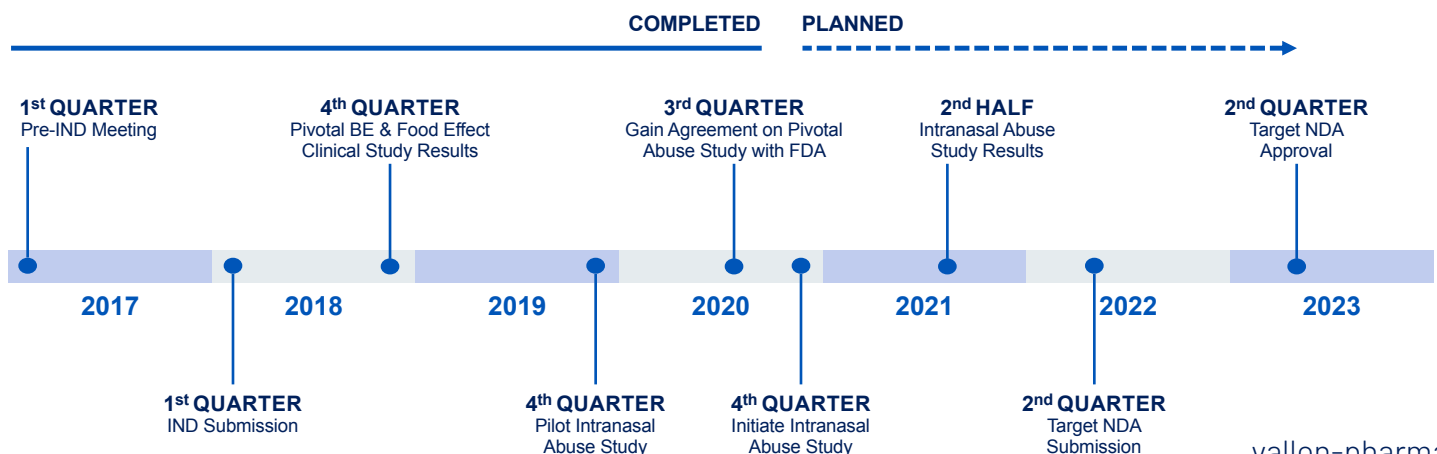 COMPLETED PLANNED
1st QUARTER
Pre-IND Meeting
4th QUARTER
Pivotal BE & Food Effect
Clinical Study Results
3rd QUARTER
Gain Agreement on Pivotal
Abuse Study with FDA
2nd HALF
Intranasal Abuse
Study Results
2nd QUARTER
Target NDA
Approval
2017 2018 2019 2020 2021 2022 2023
1st QUARTER
IND Submission
4th QUARTER
Pilot Intranasal
Abuse Study
4th QUARTER
Initiate Intranasal
Abuse Study
2nd QUARTER
Target NDA
Submission